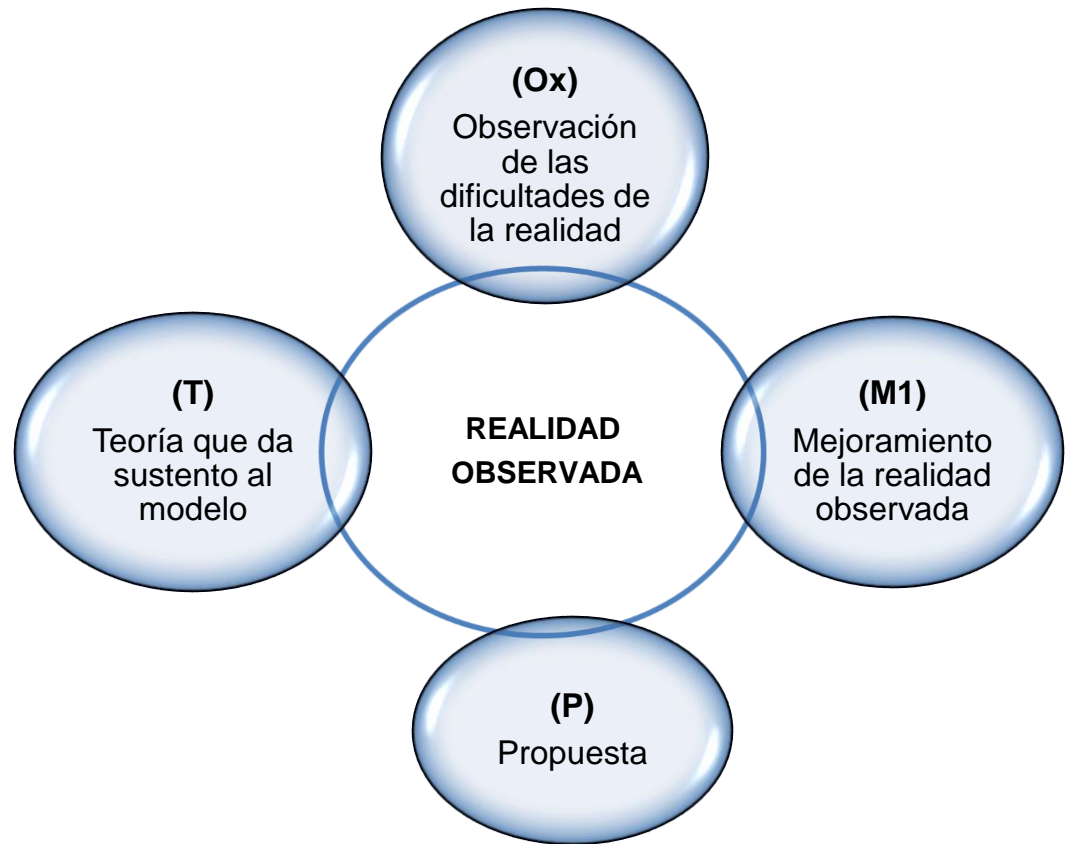 (Ox)
Observación
de las
dificultades de
la realidad
(T)
Teoría que da
sustento al
modelo
REALIDAD
OBSERVADA
(M1)
Mejoramiento
de la realidad
observada
(P)
Propuesta